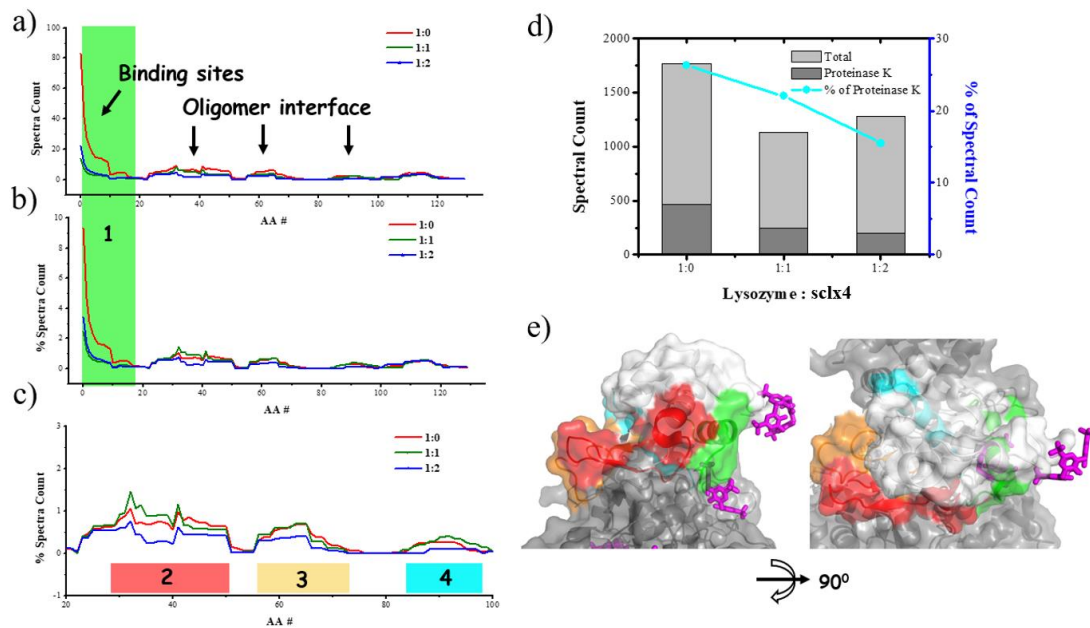 a)
100
80
60
40
20
0
Spectra Count
Binding sites
Oligomer interface
1:0
1:1
1:2
0 20 40 60 80 100 120
AA #
b)
10
8
6
4
2
0
% Spectra Count
1
1:0
1:1
1:2
0 20 40 60 80 100 120
AA #
c)
3
2
1
0
-1
% Spectra Count
1:0
1:1
1:2
2 3 4
20 40 60 80 100
AA #
d)
2000
1500
1000
500
0
Spectral Count
Total
Proteinase K
% of Proteinase K
30
20
10
0
% of Spectral Count
1:0 1:1 1:2
Lysozyme : sclx4
e)
90⁰